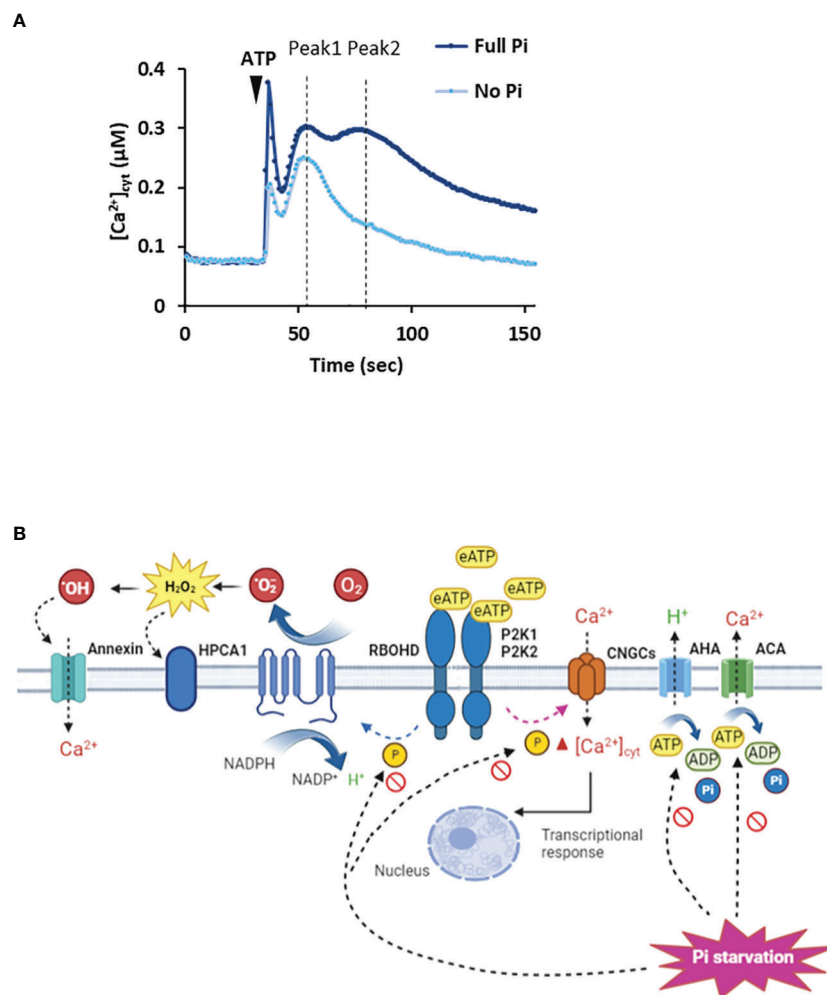 A
ATP
Peak1 Peak2
Full Pi
No Pi
0.4
0.3
0.2
0.1
0
[Ca²⁺]cyt (µM)
0 50 100 150
Time (sec)
B
eATP
eATP
eATP
eATP
•OH
H₂O₂
•O₂⁻
O₂
Annexin
HPCA1
RBOHD
P2K1
P2K2
Ca²⁺
CNGCs
H⁺
AHA
Ca²⁺
ACA
Ca²⁺
NADPH
NADP⁺ H⁺
P
P
[Ca²⁺]cyt
ATP
ADP
Pi
ATP
ADP
Pi
Nucleus
Transcriptional
response
Pi starvation